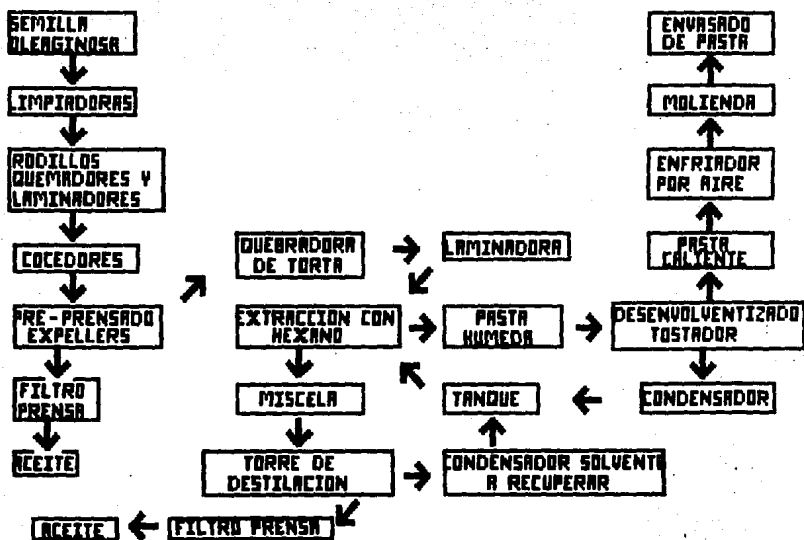 SEMILLA
OLEAGINOSA
LIMPIADORAS
RODILLOS
QUEMADORES Y
LAMINADORES
COCEDORES
PRE-PRENSADO
EXPELLERS
FILTRO
PRENSA
ACEITE
QUEBRADORA
DE TORTA
LAMINADORA
EXTRACCION CON
HEXANO
PASTA
HUMEDA
DESENVOLVENTIZADO
TOSTADOR
MISCELA
TANQUE
CONDENSADOR
TORRE DE
DESTILACION
CONDENSADOR SOLVENTE
A RECUPERAR
FILTRO PRENSA
ACEITE
PASTA
CALIENTE
ENFRIADOR
POR AIRE
MOLIENDA
ENVASADO
DE PASTA